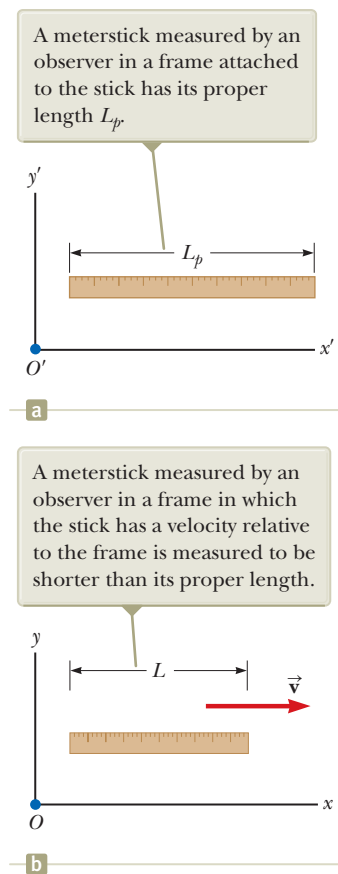 A meterstick measured by an
observer in a frame attached
to the stick has its proper
length Lp.
y′
Lp
x′
O′
a
A meterstick measured by an
observer in a frame in which
the stick has a velocity relative
to the frame is measured to be
shorter than its proper length.
y
L
v⃗
x
O
b